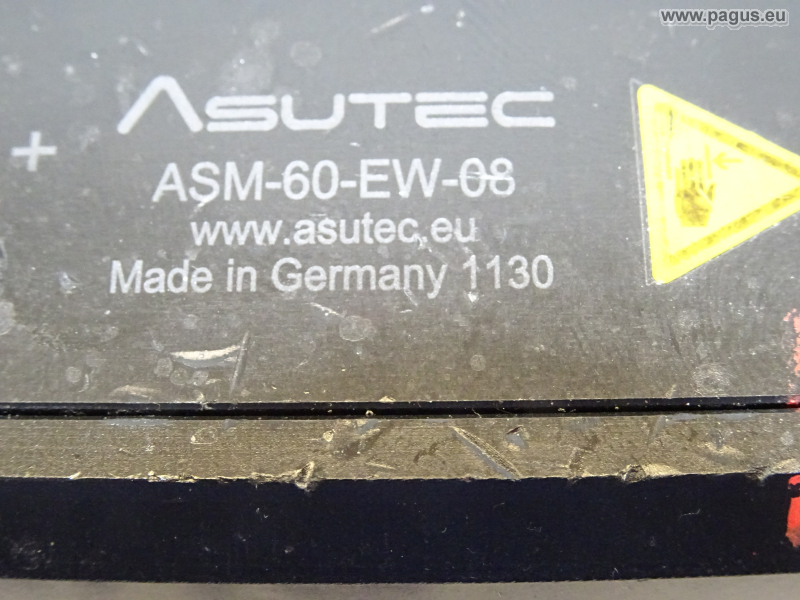 www.pagus.eu
ASUTEC
+
ASM-60-EW-08
www.asutec.eu
Made in Germany 1130